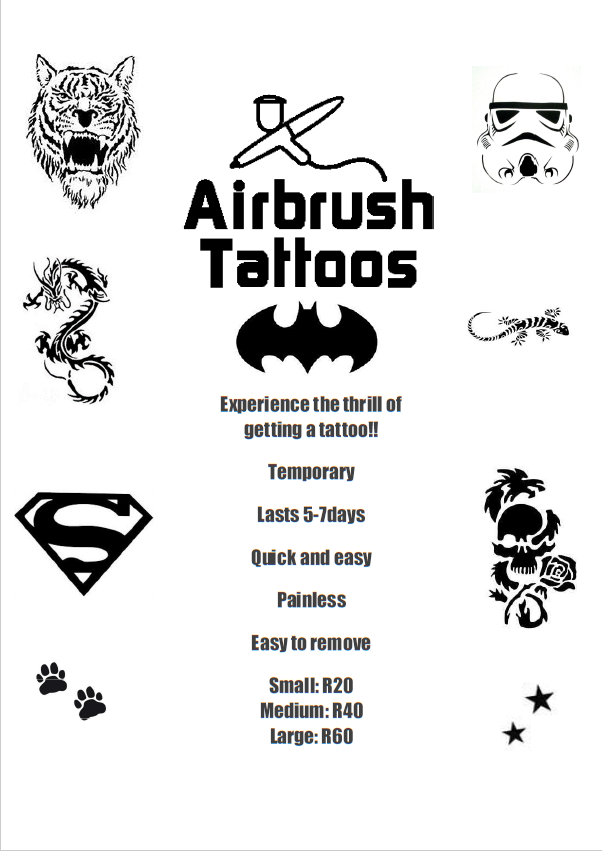 Airbrush
Tattoos
Experience the thrill of
getting a tattoo!!
Temporary
Lasts 5-7days
Quick and easy
Painless
Easy to remove
Small: R20
Medium: R40
Large: R60